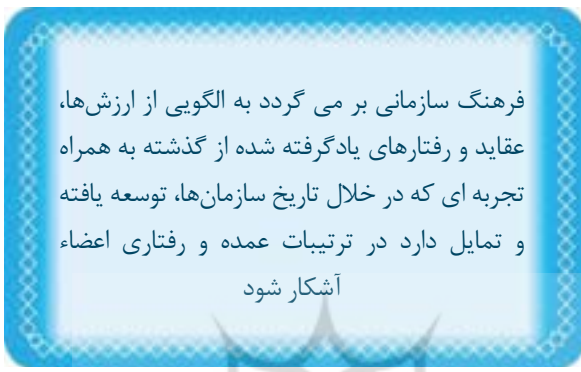 فرهنگ سازمانی بر می گردد به الگویی از ارزش‌ها،
عقاید و رفتارهای یادگرفته شده از گذشته به همراه
تجربه ای که در خلال تاریخ سازمان‌ها، توسعه یافته
و تمایل دارد در ترتیبات عمده و رفتاری اعضاء
آشکار شود